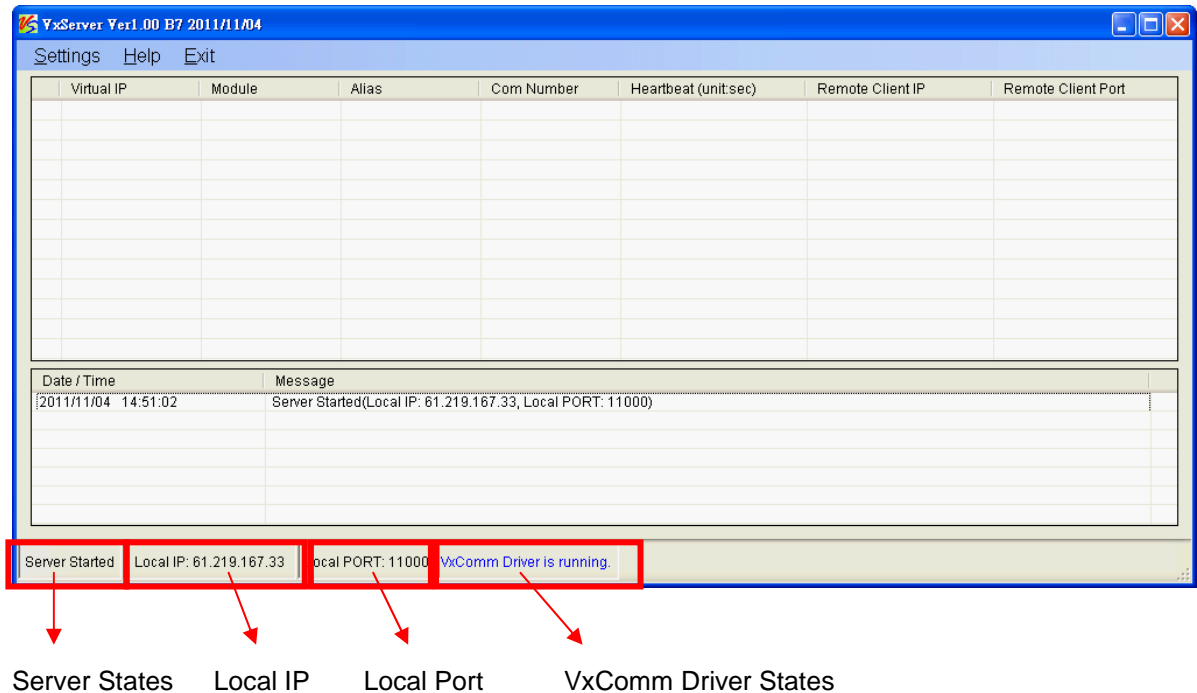 VxServer Ver1.00 B7 2011/11/04
Settings Help Exit
Virtual IP Module Alias Com Number Heartbeat (unit:sec) Remote Client IP Remote Client Port
Date / Time Message
2011/11/04 14:51:02 Server Started(Local IP: 61.219.167.33, Local PORT: 11000)
Server Started Local IP: 61.219.167.33 ocal PORT: 11000 VxComm Driver is running.
Server States Local IP Local Port VxComm Driver States